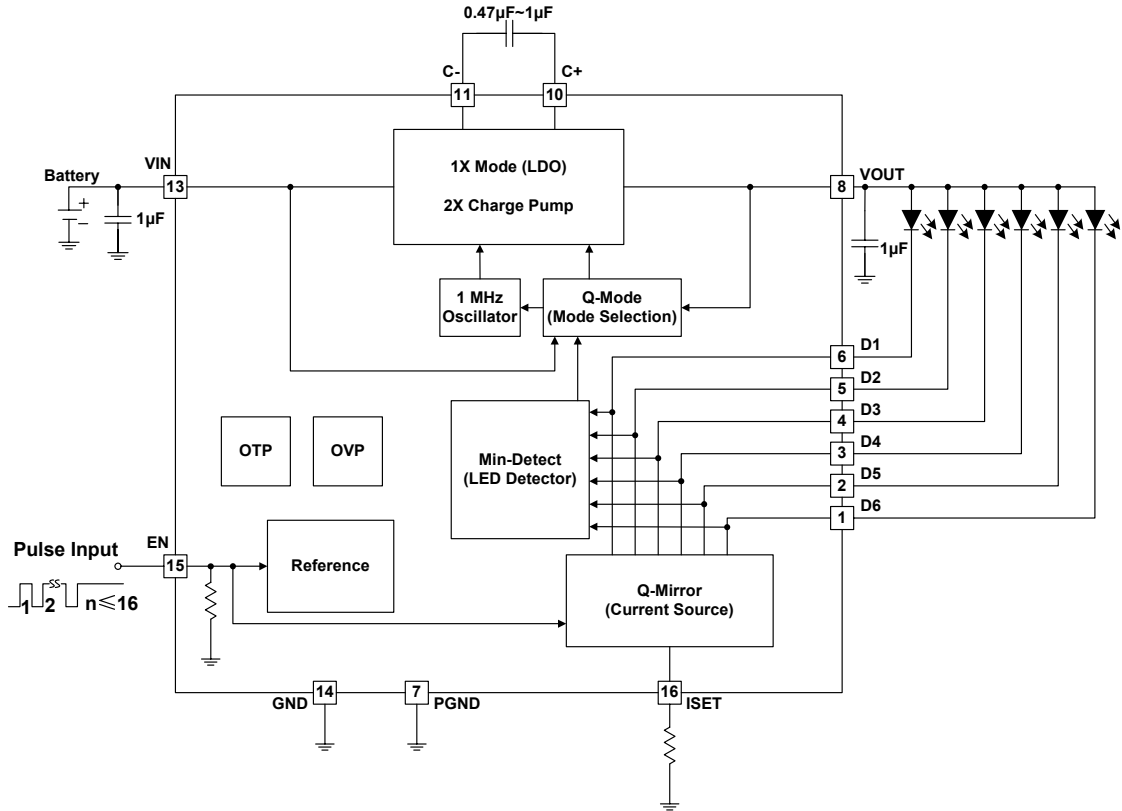 0.47µF~1µF
C-
C+
11
10
VIN
13
Battery
+
–
1µF
1X Mode (LDO)
2X Charge Pump
8
VOUT
1µF
1 MHz
Oscillator
Q-Mode
(Mode Selection)
6
D1
5
D2
4
D3
3
D4
2
D5
1
D6
OTP
OVP
Min-Detect
(LED Detector)
Pulse Input
EN
15
1 2 n≤16
Reference
Q-Mirror
(Current Source)
GND
14
7
PGND
16
ISET